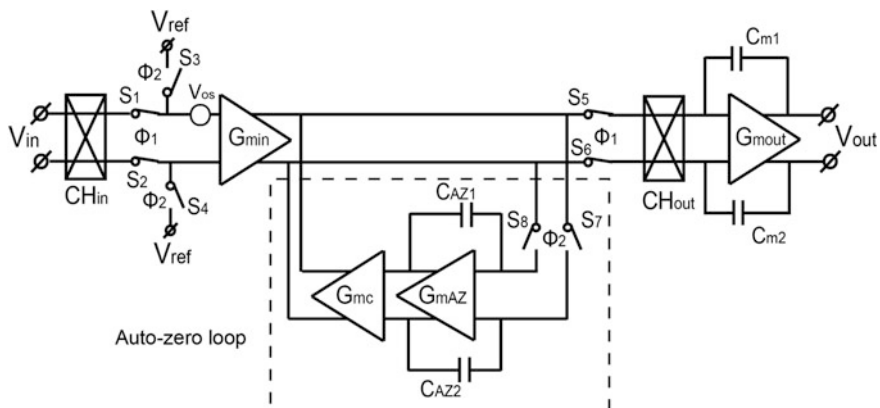 Vref
S3
Φ2
Vos
S1
Φ1
S2
Vin
CHin
Φ2
S4
Vref
Gmin
S5
Φ1
S6
CHout
Cm1
Gmout
Cm2
Vout
CAZ1
S8
Φ2
S7
Gmc
GmAZ
CAZ2
Auto-zero loop